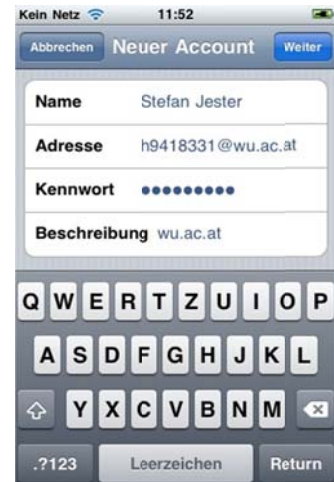 Kein Netz 11:52
Abbrechen Neuer Account Weiter
Name Stefan Jester
Adresse h9418331@wu.ac.at
Kennwort •••••••••
Beschreibung wu.ac.at
Q W E R T Z U I O P
A S D F G H J K L
Y X C V B N M
.?123 Leerzeichen Return